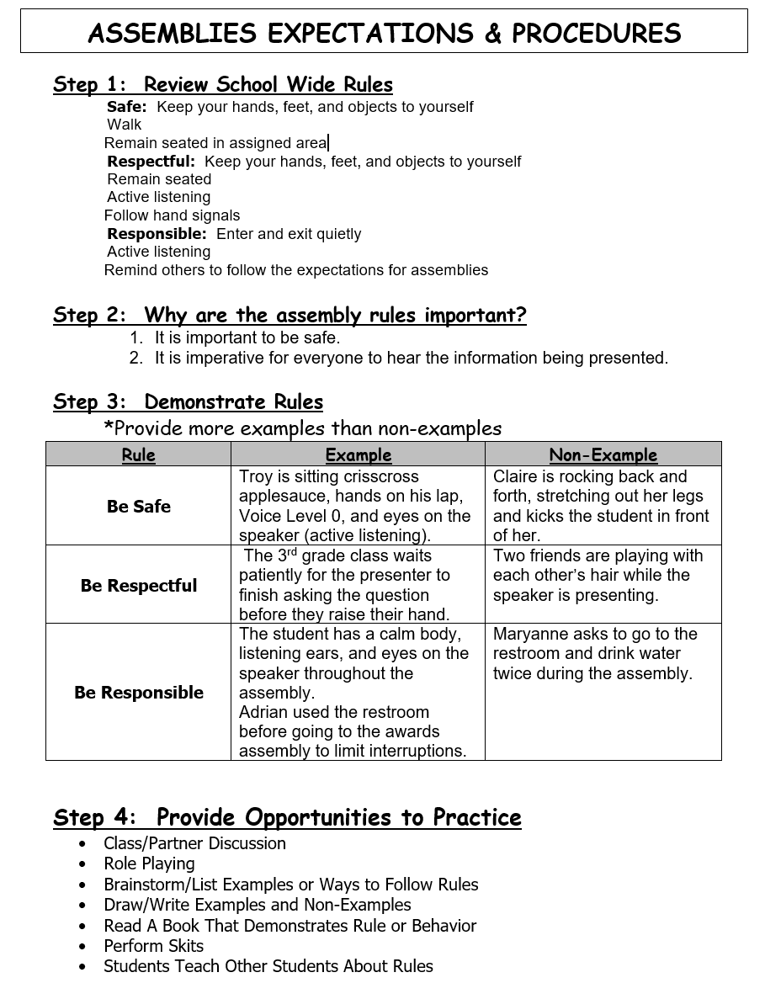 ASSEMBLIES EXPECTATIONS & PROCEDURES
Step 1:  Review School Wide Rules
Safe:  Keep your hands, feet, and objects to yourself
Walk
Remain seated in assigned area
Respectful:  Keep your hands, feet, and objects to yourself
Remain seated
Active listening
Follow hand signals
Responsible:  Enter and exit quietly
Active listening
Remind others to follow the expectations for assemblies
Step 2:  Why are the assembly rules important?
1. It is important to be safe.
2. It is imperative for everyone to hear the information being presented.
Step 3:  Demonstrate Rules
*Provide more examples than non-examples
Rule
Example
Non-Example
Be Safe
Troy is sitting crisscross
applesauce, hands on his lap,
Voice Level 0, and eyes on the
speaker (active listening).
Claire is rocking back and
forth, stretching out her legs
and kicks the student in front
of her.
Be Respectful
The 3rd grade class waits
patiently for the presenter to
finish asking the question
before they raise their hand.
Two friends are playing with
each other’s hair while the
speaker is presenting.
Be Responsible
The student has a calm body,
listening ears, and eyes on the
speaker throughout the
assembly.
Adrian used the restroom
before going to the awards
assembly to limit interruptions.
Maryanne asks to go to the
restroom and drink water
twice during the assembly.
Step 4:  Provide Opportunities to Practice
• Class/Partner Discussion
• Role Playing
• Brainstorm/List Examples or Ways to Follow Rules
• Draw/Write Examples and Non-Examples
• Read A Book That Demonstrates Rule or Behavior
• Perform Skits
• Students Teach Other Students About Rules